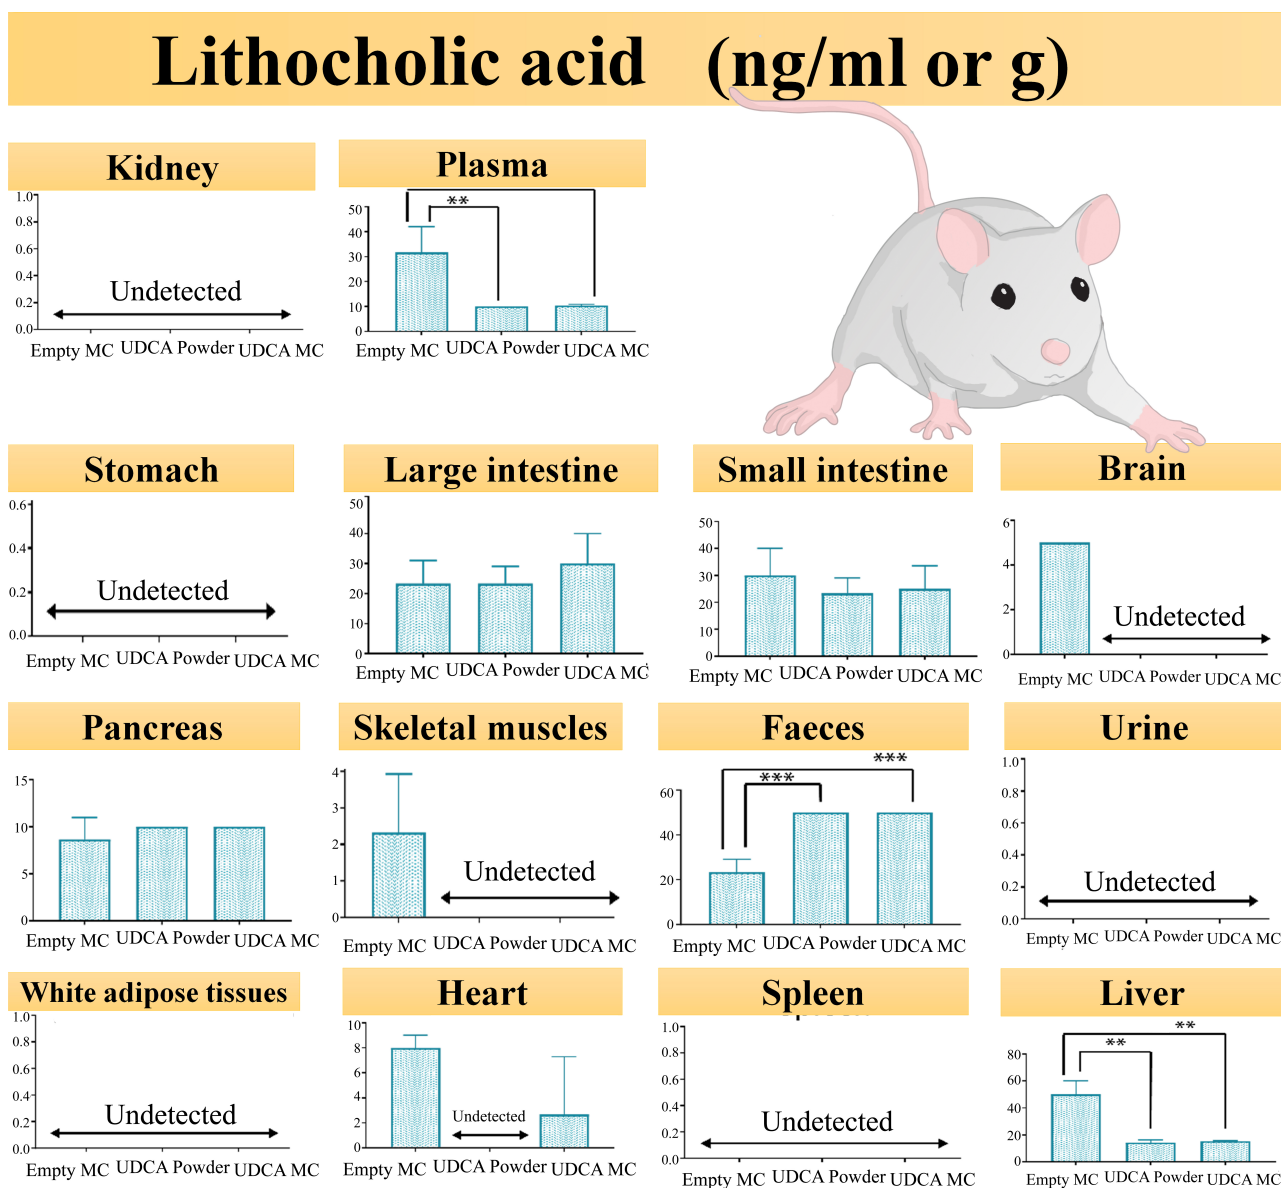 Lithocholic acid (ng/ml or g)
Kidney
1.0
0.8
0.6
0.4
0.2
0.0
Undetected
Empty MC UDCA Powder UDCA MC
Plasma
**
50
40
30
20
10
0
Empty MC UDCA Powder UDCA MC
Stomach
0.6
0.4
0.2
0.0
Undetected
Empty MC UDCA Powder UDCA MC
Large intestine
50
40
30
20
10
0
Empty MC UDCA Powder UDCA MC
Small intestine
50
40
30
20
10
0
Empty MC UDCA Powder UDCA MC
Brain
6
4
2
0
Undetected
Empty MC UDCA Powder UDCA MC
Pancreas
15
10
5
0
Empty MC UDCA Powder UDCA MC
Skeletal muscles
4
3
2
1
0
Undetected
Empty MC UDCA Powder UDCA MC
Faeces
***
***
60
40
20
0
Empty MC UDCA Powder UDCA MC
Urine
1.0
0.8
0.6
0.4
0.2
0.0
Undetected
Empty MC UDCA Powder UDCA MC
White adipose tissues
1.0
0.8
0.6
0.4
0.2
0.0
Undetected
Empty MC UDCA Powder UDCA MC
Heart
10
8
6
4
2
0
Undetected
Empty MC UDCA Powder UDCA MC
Spleen
1.0
0.8
0.6
0.4
0.2
0.0
Undetected
Empty MC UDCA Powder UDCA MC
Liver
**
**
80
60
40
20
0
Empty MC UDCA Powder UDCA MC